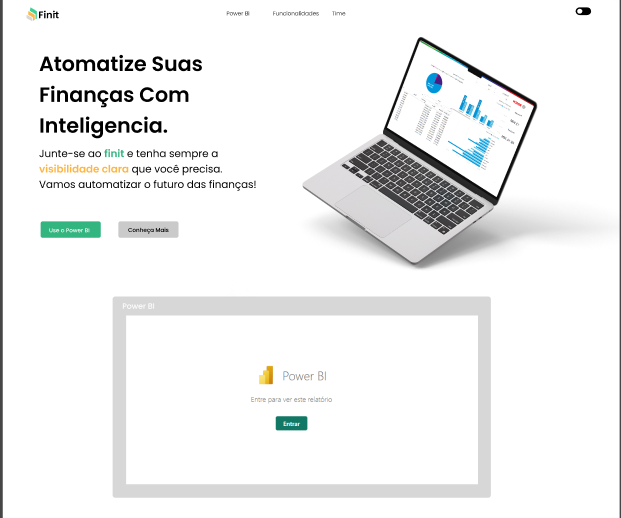 Finit
Power BI
Funcionalidades
Time
Atomatize Suas
Finanças Com
Inteligencia.
Junte-se ao finit e tenha sempre a
visibilidade clara que você precisa.
Vamos automatizar o futuro das finanças!
Use o Power BI
Conheça Mais
Power BI
Power BI
Entre para ver este relatório
Entrar